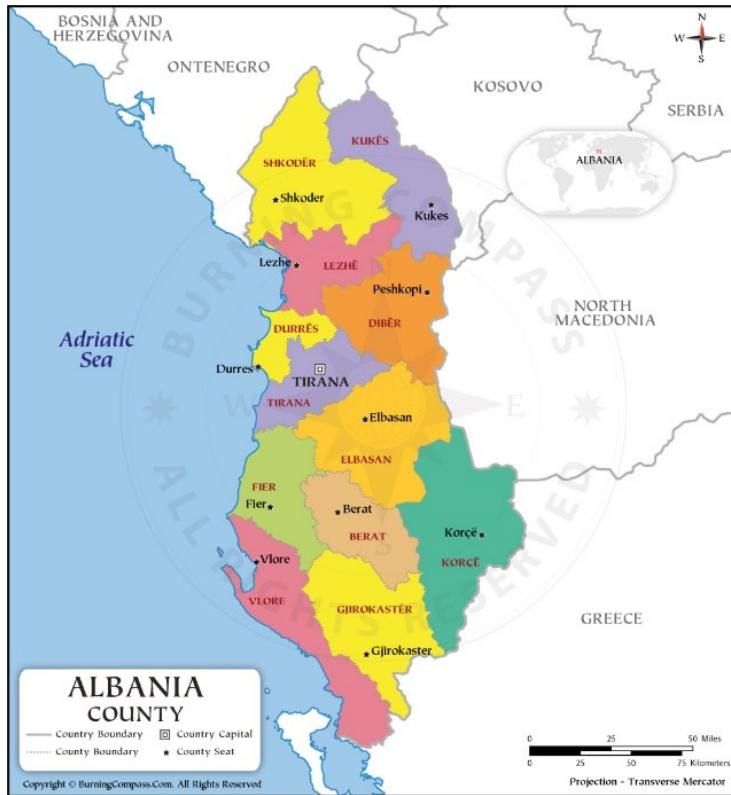 BOSNIA AND
HERZEGOVINA
ONTENEGRO
KOSOVO
SERBIA
N
W E
S
ALBANIA
KUKËS
SHKODËR
Shkoder
Kukes
Lezhe
LEZHË
Peshkopi
DIBËR
NORTH
MACEDONIA
Adriatic
Sea
DURRËS
Durres
TIRANA
TIRANA
Elbasan
ELBASAN
FIER
Fier
Berat
BERAT
Korçë
KORÇË
Vlore
VLORE
GJIROKASTËR
Gjirokaster
GREECE
BURNING COMPASS
W E
S
ALL RIGHTS RESERVED
ALBANIA
COUNTY
Country Boundary Country Capital
County Boundary County Seat
Copyright © BurningCompass.Com. All Rights Reserved
0 25 50 Miles
0 25 50 75 Kilometers
Projection - Transverse Mercator